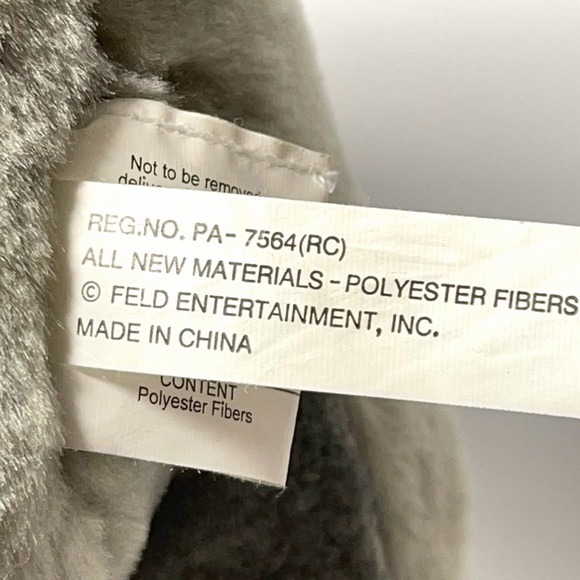 Not to be
REG.NO. PA- 7564(RC)
ALL NEW MATERIALS - POLYESTER FIBERS
© FELD ENTERTAINMENT, INC.
MADE IN CHINA
CONTENT
Polyester Fibers